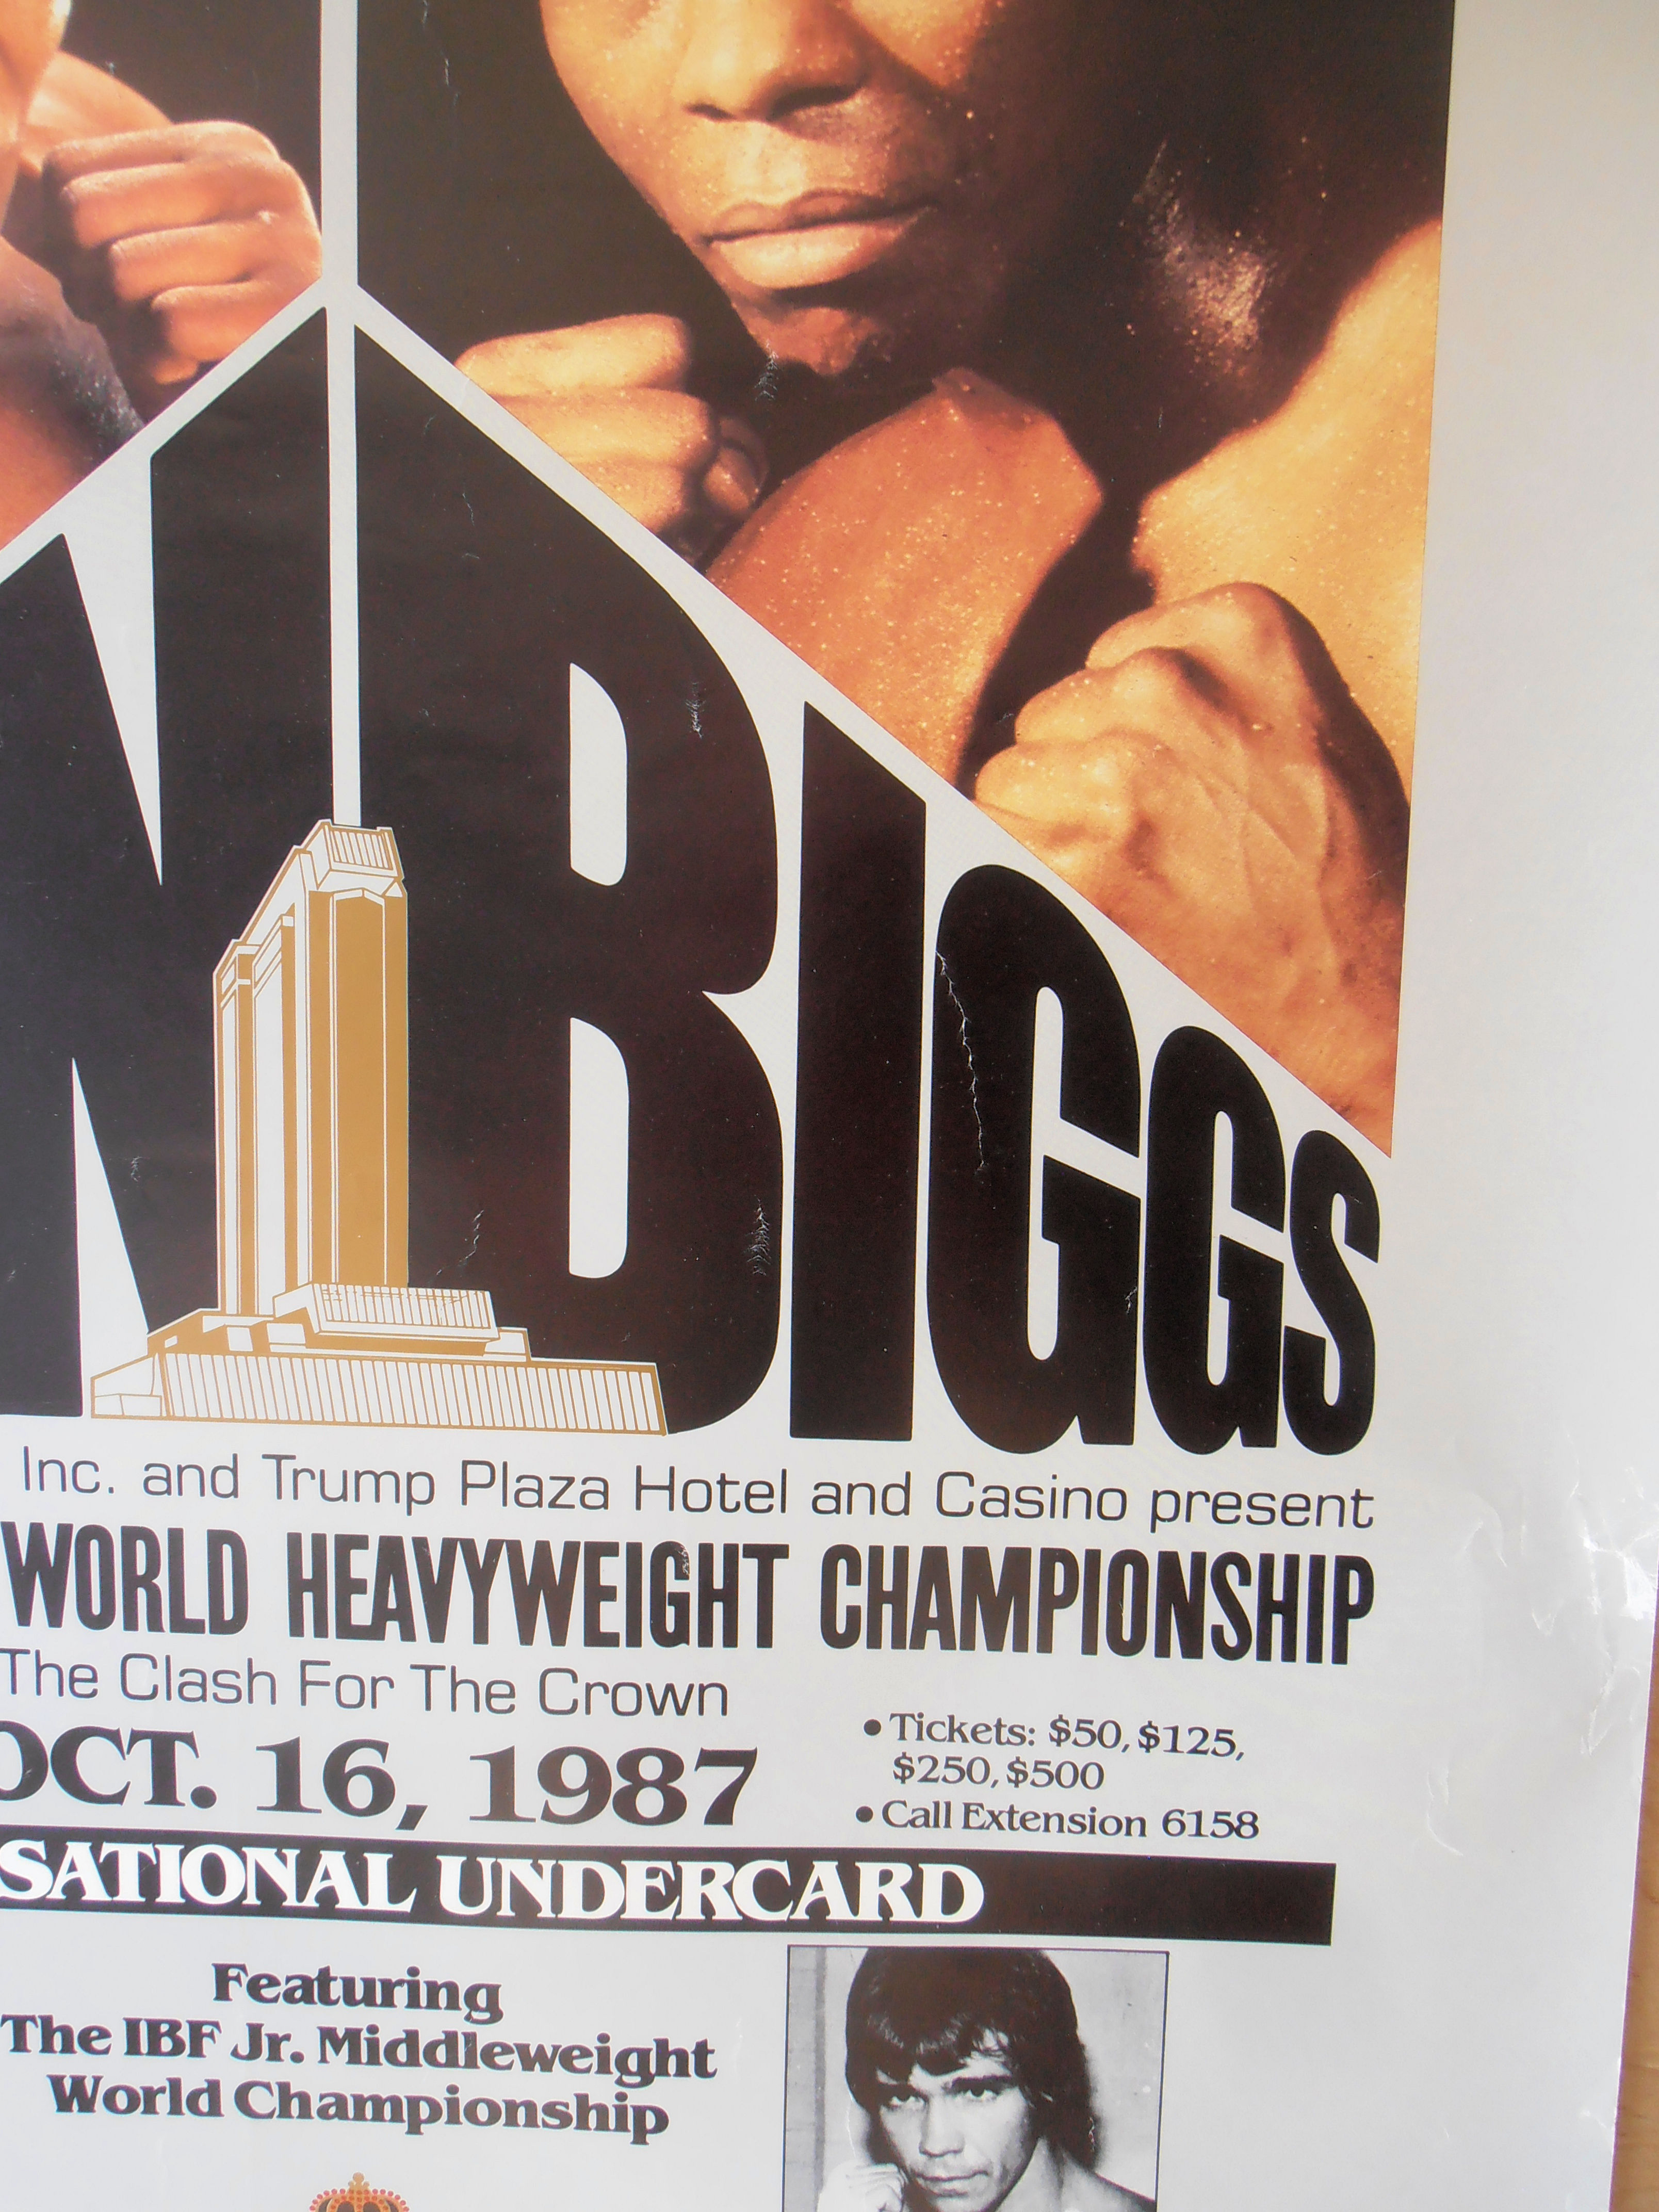 N BIGGS
Inc. and Trump Plaza Hotel and Casino present
WORLD HEAVYWEIGHT CHAMPIONSHIP
The Clash For The Crown
OCT. 16, 1987
• Tickets: $50, $125,
$250, $500
• Call Extension 6158
SATIONAL UNDERCARD
Featuring
The IBF Jr. Middleweight
World Championship